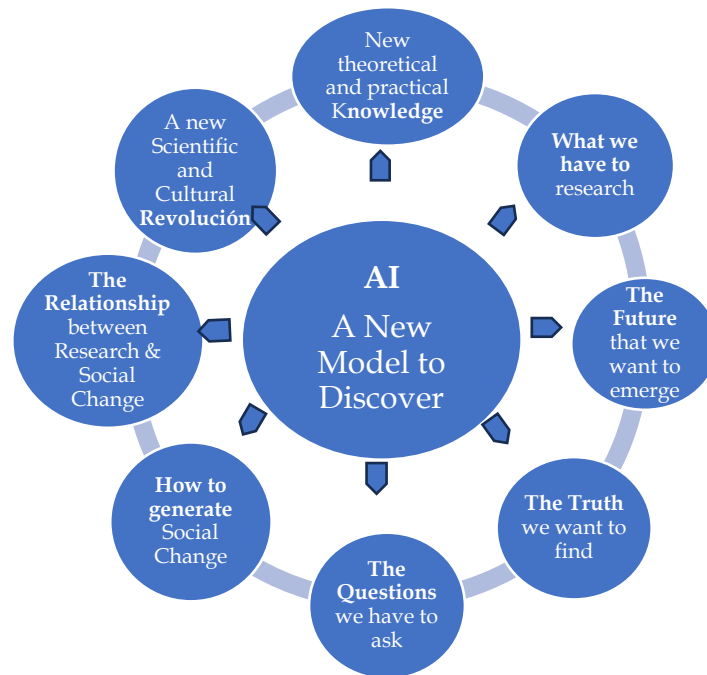 New
theoretical
and practical
Knowledge
What we
have to
research
The
Future
that we
want to
emerge
The Truth
we want to
find
The
Questions
we have to
ask
How to
generate
Social
Change
The
Relationship
between
Research &
Social
Change
A new
Scientific
and
Cultural
Revolución
AI
A New
Model to
Discover